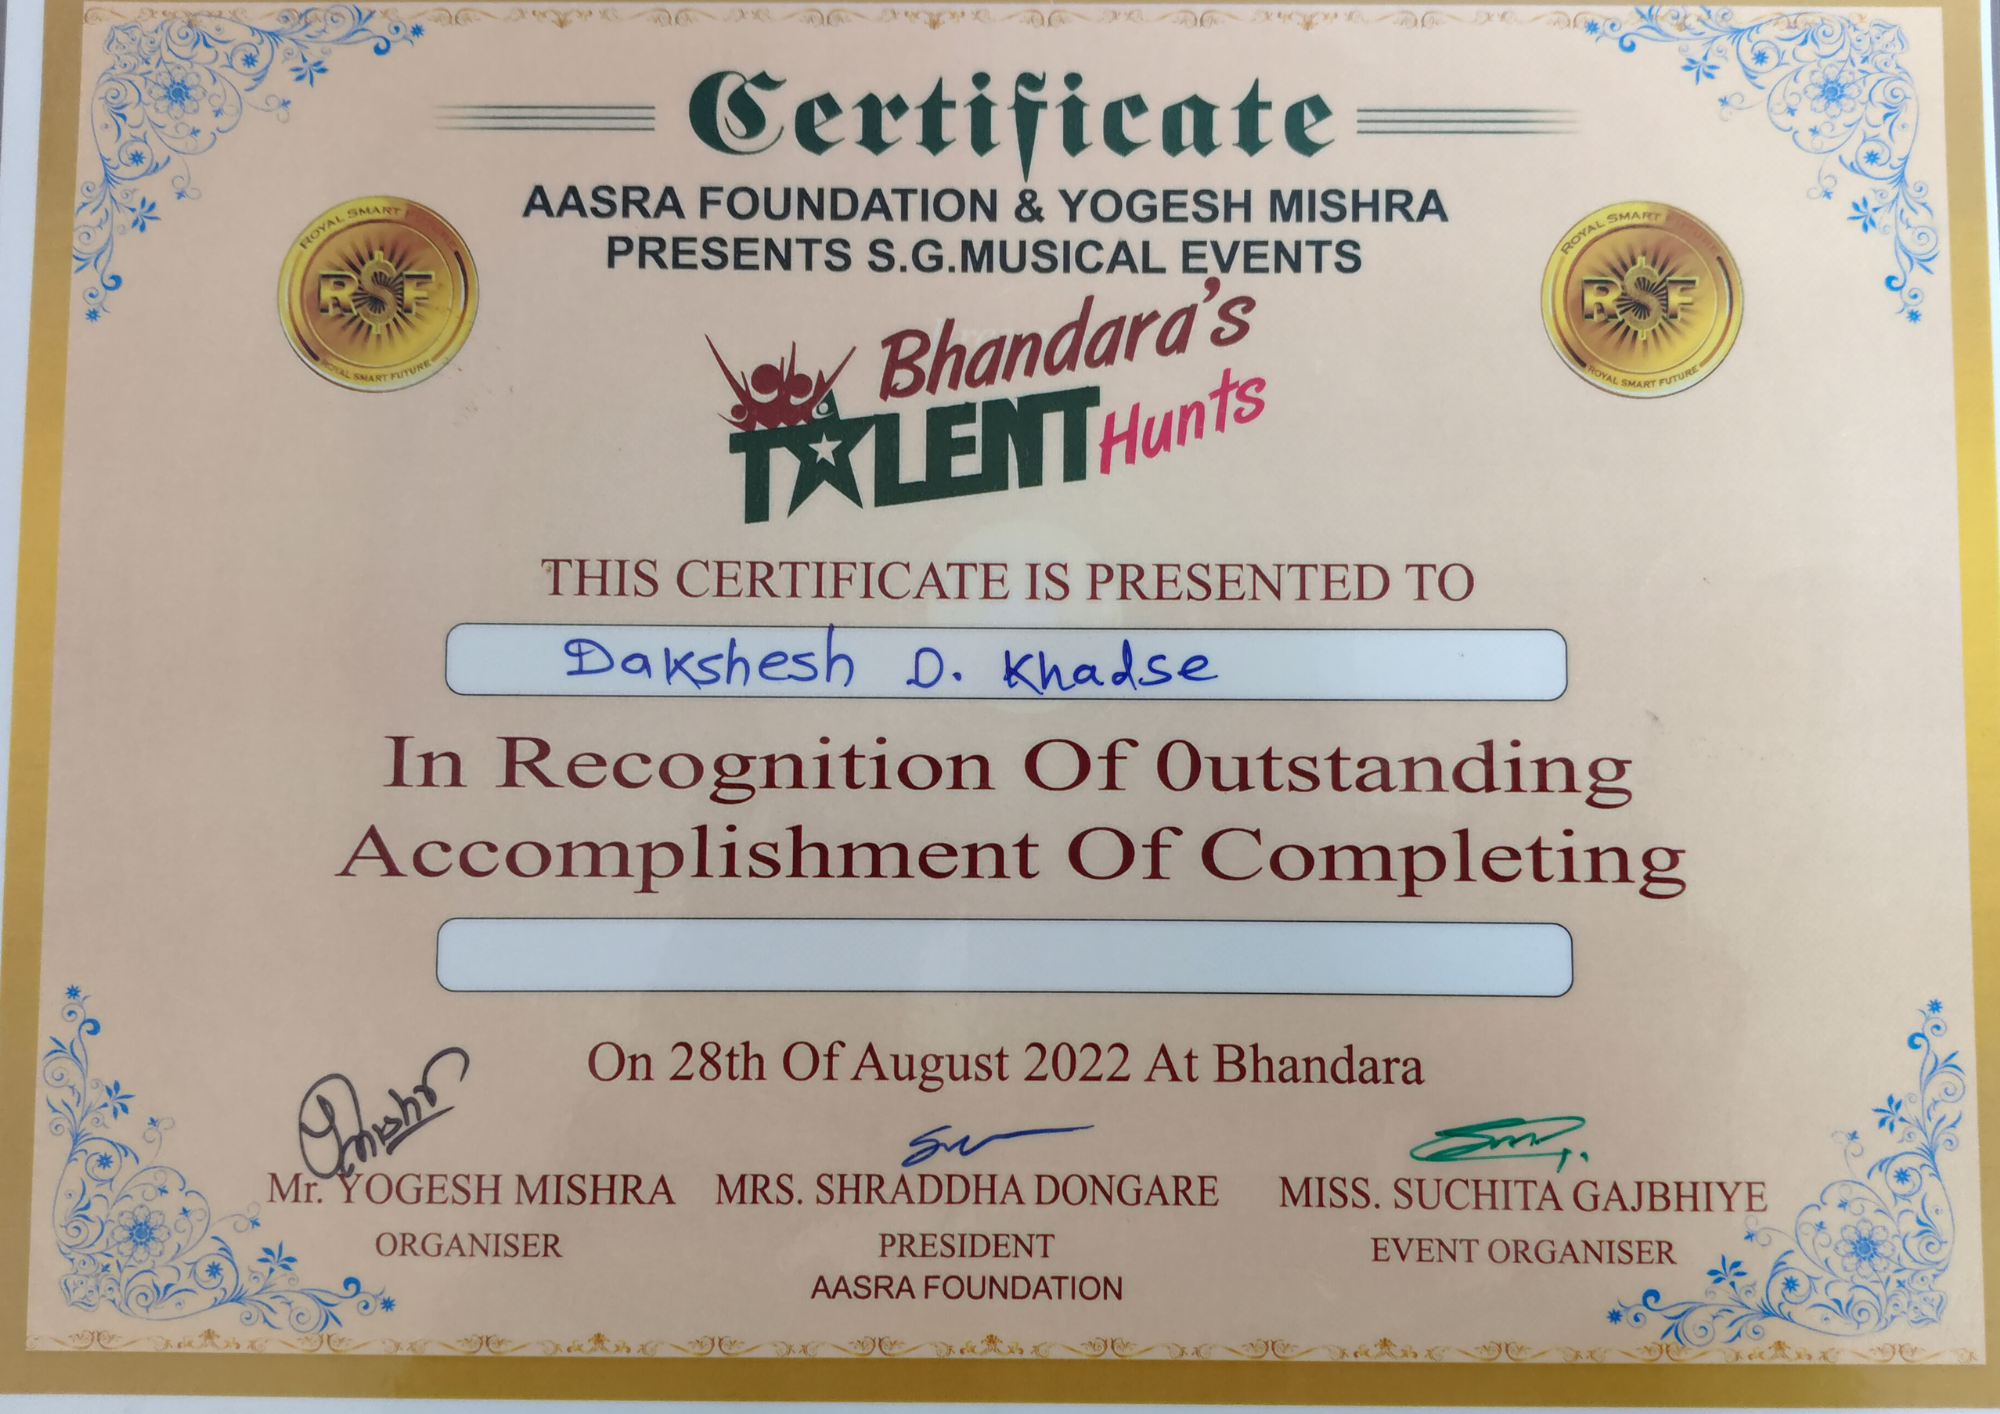 Certificate
AASRA FOUNDATION & YOGESH MISHRA
PRESENTS S.G.MUSICAL EVENTS
ROYAL SMART
RSF
ROYAL SMART FUTURE
ROYAL SMART FUTURE
RSF
ROYAL SMART FUTURE
Bhandara's
TALENT Hunts
THIS CERTIFICATE IS PRESENTED TO
Dakshesh D. Khadse
In Recognition Of 0utstanding
Accomplishment Of Completing
On 28th Of August 2022 At Bhandara
Mr. YOGESH MISHRA MRS. SHRADDHA DONGARE MISS. SUCHITA GAJBHIYE
ORGANISER PRESIDENT EVENT ORGANISER
AASRA FOUNDATION